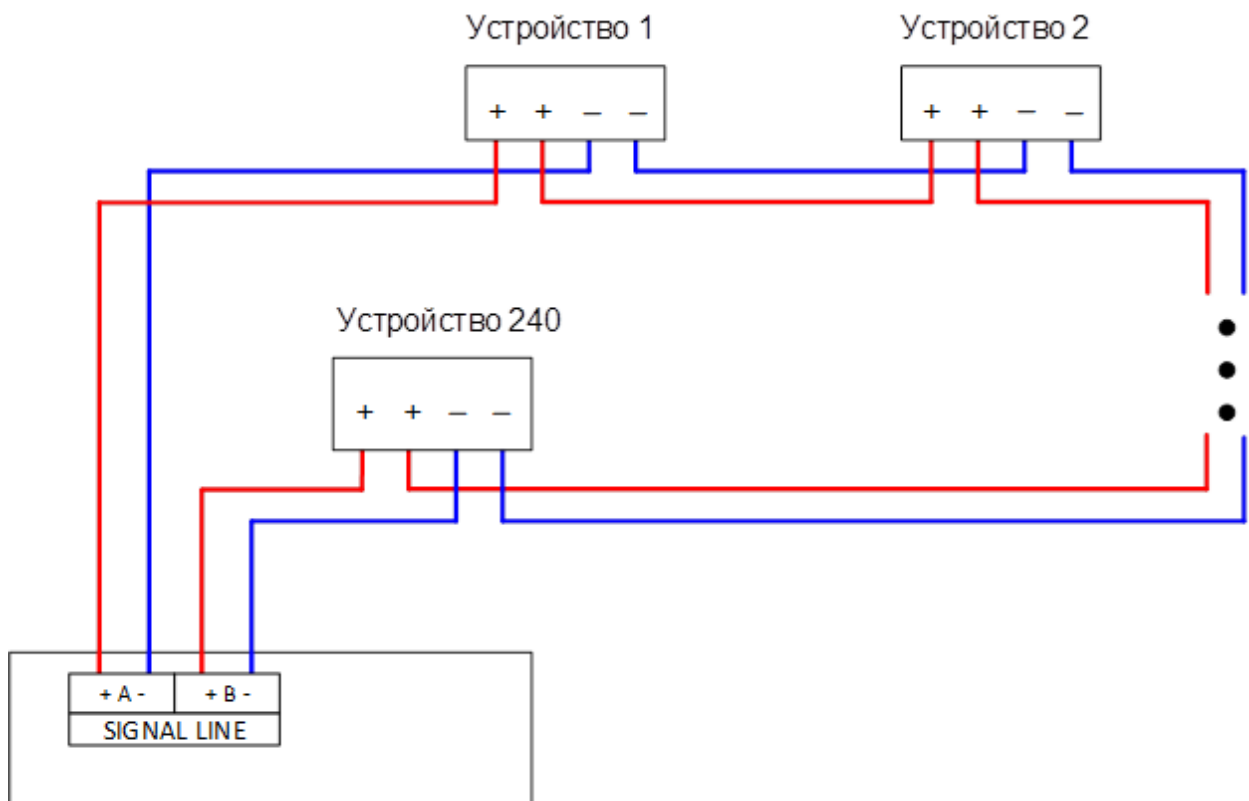 Устройство 1
Устройство 2
+ + – –
+ + – –
Устройство 240
+ + – –
+ A -
+ B -
SIGNAL LINE